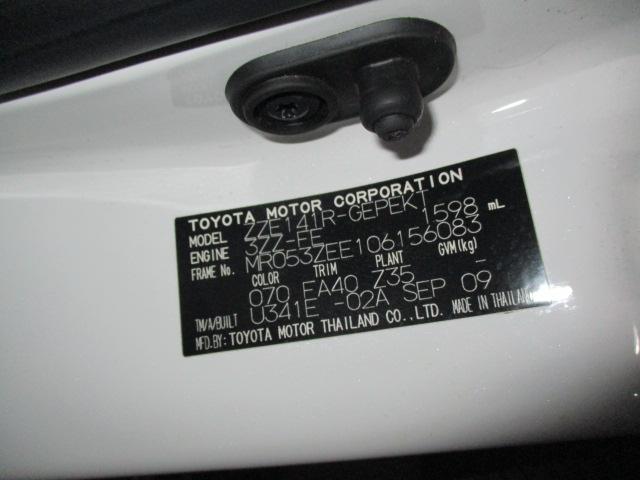 TOYOTA MOTOR CORPORATION
MODEL ZZE141R-GEPEKT
ENGINE 3ZZ-FE 1598 mL
FRAME No. MR053ZEE106156083
COLOR TRIM PLANT GVM(kg)
070 FA40 Z35 -
TM/A/BUILT U341E -02A SEP 09
MFD.BY: TOYOTA MOTOR THAILAND CO.,LTD. MADE IN THAILAND